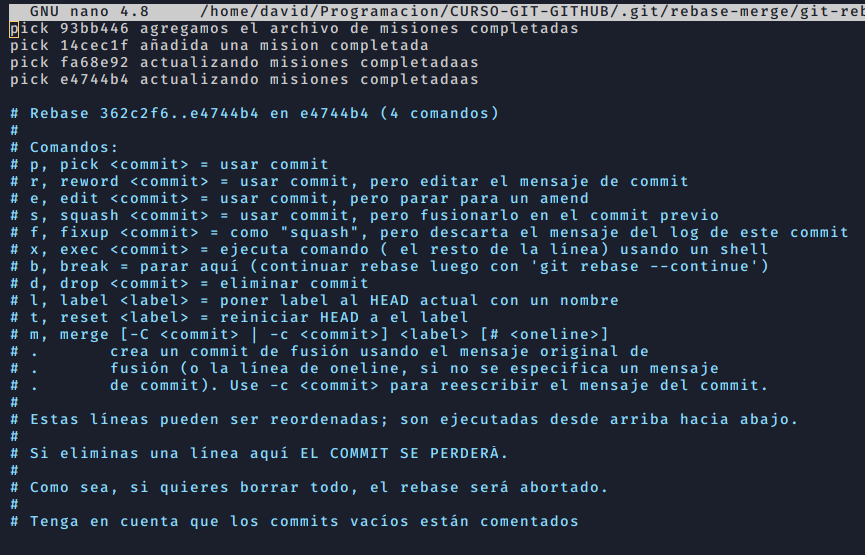 GNU nano 4.8 /home/david/Programacion/CURSO-GIT-GITHUB/.git/rebase-merge/git-reb
pick 93bb446 agregamos el archivo de misiones completadas
pick 14cec1f añadida una mision completada
pick fa68e92 actualizando misiones completadaas
pick e4744b4 actualizando misiones completadaas

# Rebase 362c2f6..e4744b4 en e4744b4 (4 comandos)
#
# Comandos:
# p, pick <commit> = usar commit
# r, reword <commit> = usar commit, pero editar el mensaje de commit
# e, edit <commit> = usar commit, pero parar para un amend
# s, squash <commit> = usar commit, pero fusionarlo en el commit previo
# f, fixup <commit> = como "squash", pero descarta el mensaje del log de este commit
# x, exec <commit> = ejecuta comando ( el resto de la línea) usando un shell
# b, break = parar aquí (continuar rebase luego con 'git rebase --continue')
# d, drop <commit> = eliminar commit
# l, label <label> = poner label al HEAD actual con un nombre
# t, reset <label> = reiniciar HEAD a el label
# m, merge [-C <commit> | -c <commit>] <label> [# <oneline>]
# .       crea un commit de fusión usando el mensaje original de
# .       fusión (o la línea de oneline, si no se especifica un mensaje
# .       de commit). Use -c <commit> para reescribir el mensaje del commit.
#
# Estas líneas pueden ser reordenadas; son ejecutadas desde arriba hacia abajo.
#
# Si eliminas una línea aquí EL COMMIT SE PERDERÁ.
#
# Como sea, si quieres borrar todo, el rebase será abortado.
#
# Tenga en cuenta que los commits vacíos están comentados